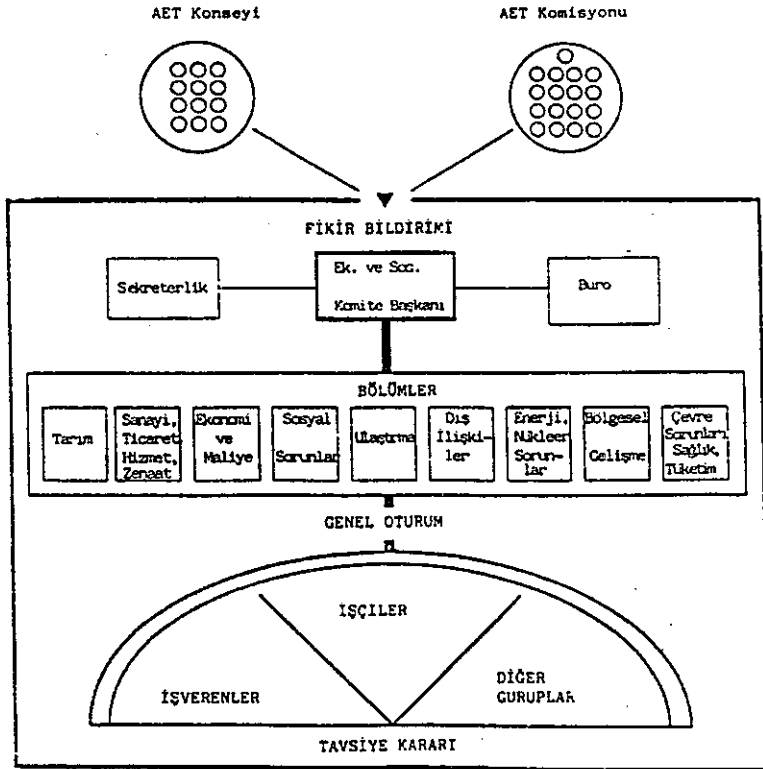 AET Konseyi
AET Komisyonu
FİKİR BİLDİRİMİ
Sekreterlik
Ek. ve Sos.
Komite Başkanı
Buro
BÖLÜMLER
Tarım
Sanayi,
Ticaret
Hizmet,
Zenaat
Ekonomi
ve
Maliye
Sosyal
Sorunlar
Ulaştırma
Dış
İlişki-
ler
Enerji,
Nükleer
Sorun-
lar
Bölgesel
Gelişme
Çevre
Sorunları
Sağlık,
Tüketim
GENEL OTURUM
İŞÇİLER
İŞVERENLER
DİĞER
GURUPLAR
TAVSİYE KARARI